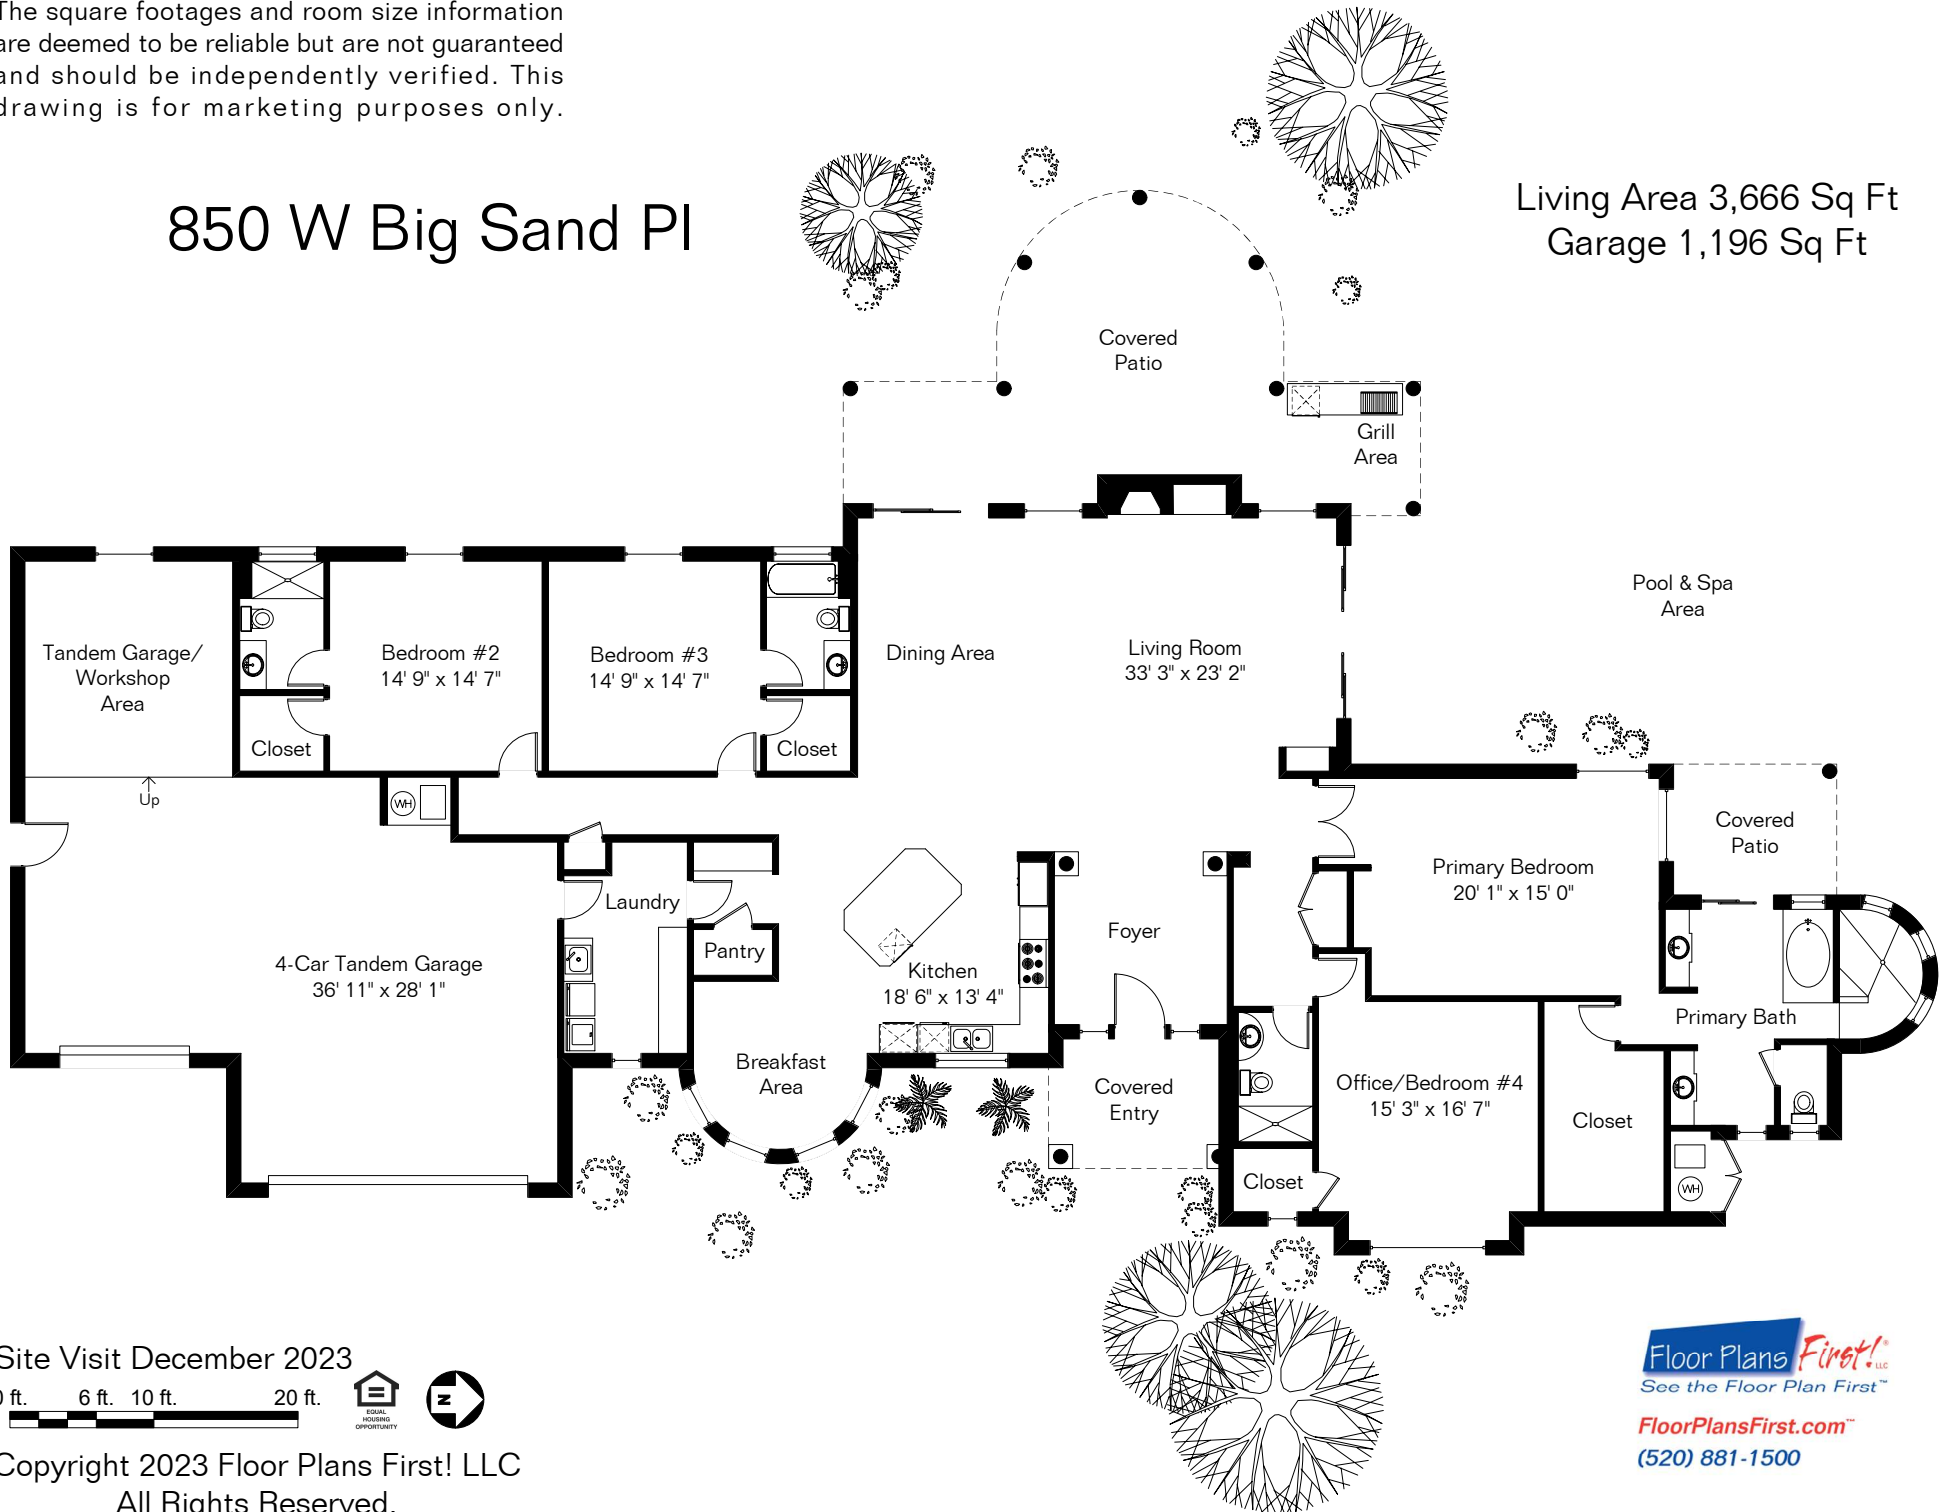 The square footages and room size information
are deemed to be reliable but are not guaranteed
and should be independently verified. This
drawing is for marketing purposes only.
850 W Big Sand Pl
Living Area 3,666 Sq Ft
Garage 1,196 Sq Ft
Covered
Patio
Grill
Area
Pool & Spa
Area
Tandem Garage/
Workshop
Area
Up
Closet
Bedroom #2
14' 9" x 14' 7"
Bedroom #3
14' 9" x 14' 7"
Closet
Dining Area
Living Room
33' 3" x 23' 2"
WH
Covered
Patio
Primary Bedroom
20' 1" x 15' 0"
Laundry
Pantry
Foyer
4-Car Tandem Garage
36' 11" x 28' 1"
Kitchen
18' 6" x 13' 4"
Primary Bath
Breakfast
Area
Covered
Entry
Office/Bedroom #4
15' 3" x 16' 7"
Closet
Closet
WH
Site Visit December 2023
0 ft.
6 ft.
10 ft.
20 ft.
EQUAL
HOUSING
OPPORTUNITY
N
Copyright 2023 Floor Plans First! LLC
All Rights Reserved.
Floor Plans First!® LLC
See the Floor Plan First™
FloorPlansFirst.com™
(520) 881-1500